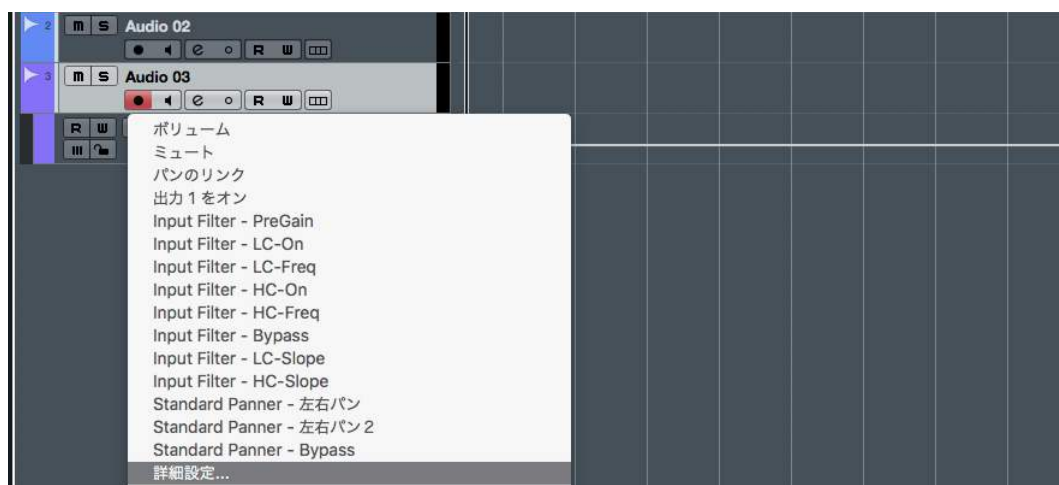 2 m s Audio 02
e R W
3 m s Audio 03
e R W
R W
ボリューム
ミュート
パンのリンク
出力 1 をオン
Input Filter - PreGain
Input Filter - LC-On
Input Filter - LC-Freq
Input Filter - HC-On
Input Filter - HC-Freq
Input Filter - Bypass
Input Filter - LC-Slope
Input Filter - HC-Slope
Standard Panner - 左右パン
Standard Panner - 左右パン 2
Standard Panner - Bypass
詳細設定...